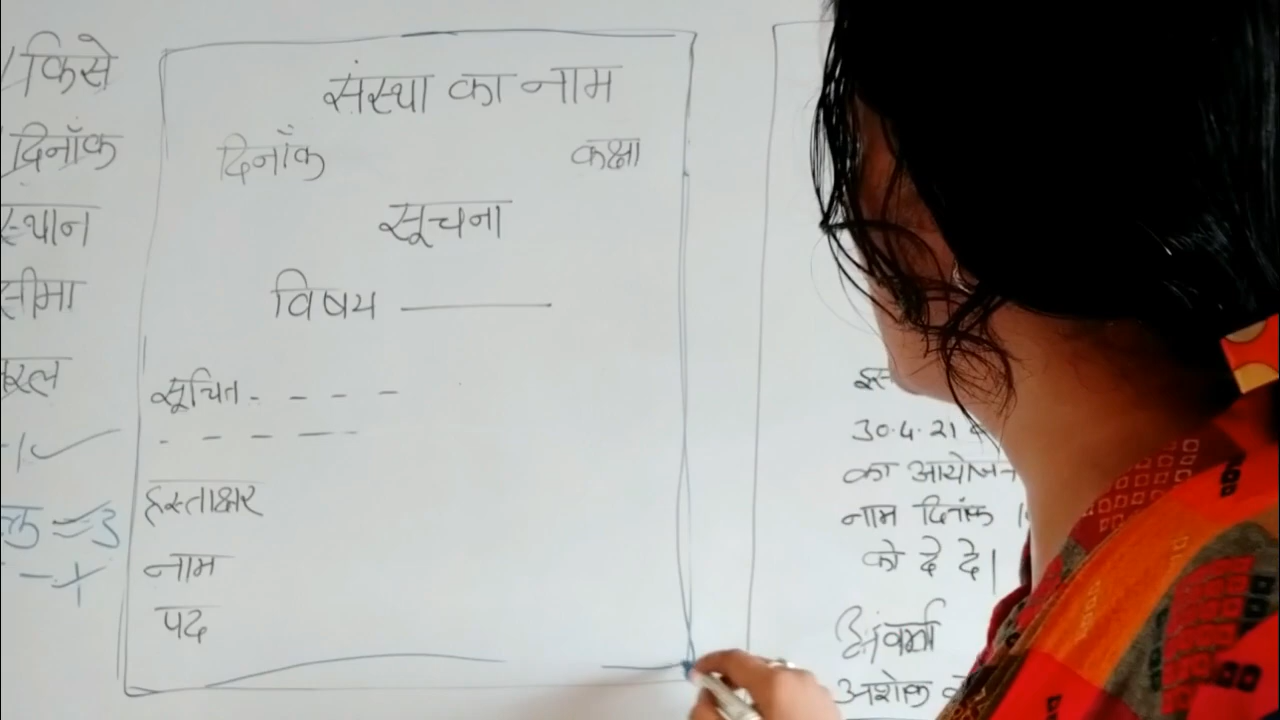 किसे
दिनाँक
स्थान
सीमा
संस्था का नाम
दिनाँक कक्षा
सूचना
विषय ————
सूचित - - - -
- - - — -
हस्ताक्षर
नाम
पद
30.4.21
का आयोजन
नाम दिनांक
को दे दे।
अशोक